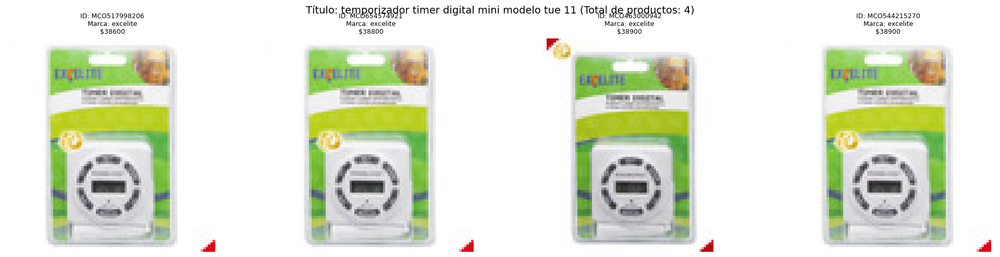 Título: temporizador timer digital mini modelo tue 11 (Total de productos: 4)
ID: MCO517998206
Marca: excelite
$38600
ID: MCO654574921
Marca: excelite
$38800
ID: MCO463000942
Marca: excelite
$38900
ID: MCO544215270
Marca: excelite
$38900
EXCELITE
TIMER DIGITAL
EXCELITE
TIMER DIGITAL
EXCELITE
TIMER DIGITAL
EXCELITE
TIMER DIGITAL